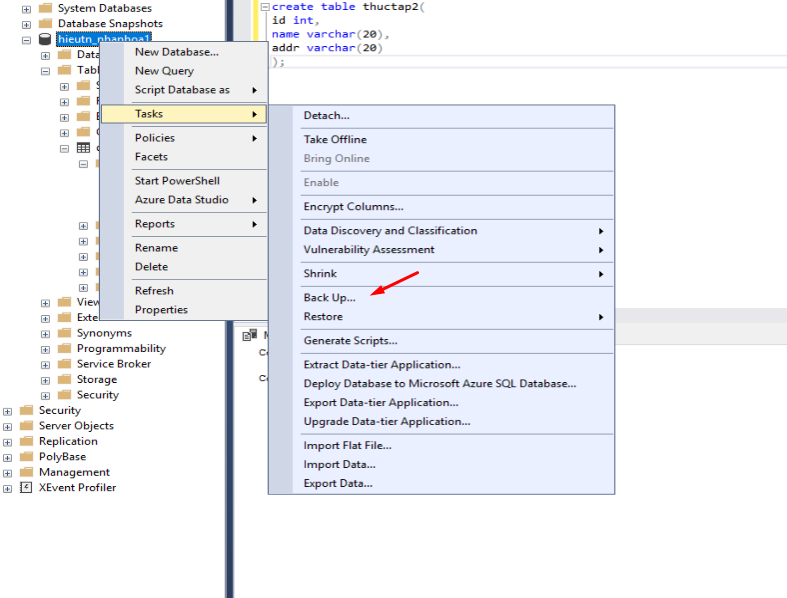 System Databases
Database Snapshots
hieutn_nhanhoa1
Data
Tabl
View
Exte
Synonyms
Programmability
Service Broker
Storage
Security
Security
Server Objects
Replication
PolyBase
Management
XEvent Profiler
New Database...
New Query
Script Database as
Tasks
Policies
Facets
Start PowerShell
Azure Data Studio
Reports
Rename
Delete
Refresh
Properties
Detach...
Take Offline
Bring Online
Enable
Encrypt Columns...
Data Discovery and Classification
Vulnerability Assessment
Shrink
Back Up...
Restore
Generate Scripts...
Extract Data-tier Application...
Deploy Database to Microsoft Azure SQL Database...
Export Data-tier Application...
Upgrade Data-tier Application...
Import Flat File...
Import Data...
Export Data...
create table thuctap2(
id int,
name varchar(20),
addr varchar(20)
);